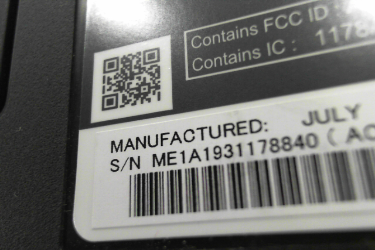 Contains FCC ID
Contains IC : 1178
MANUFACTURED: JULY
S/N ME1A1931178840 ( AC